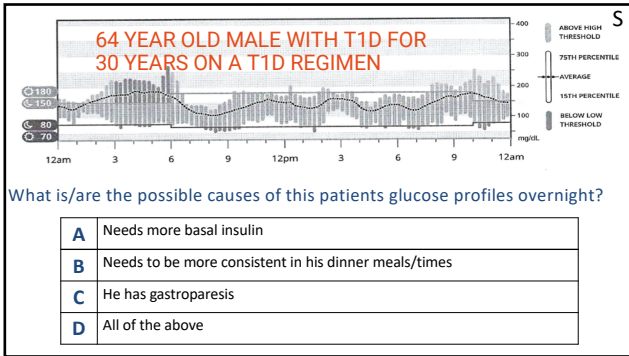 S
64 YEAR OLD MALE WITH T1D FOR
30 YEARS ON A T1D REGIMEN
400
300
200
100
mg/dL
180
150
80
70
12am 3 6 9 12pm 3 6 9 12am
ABOVE HIGH
THRESHOLD
75TH PERCENTILE
AVERAGE
15TH PERCENTILE
BELOW LOW
THRESHOLD
What is/are the possible causes of this patients glucose profiles overnight?
A Needs more basal insulin
B Needs to be more consistent in his dinner meals/times
C He has gastroparesis
D All of the above